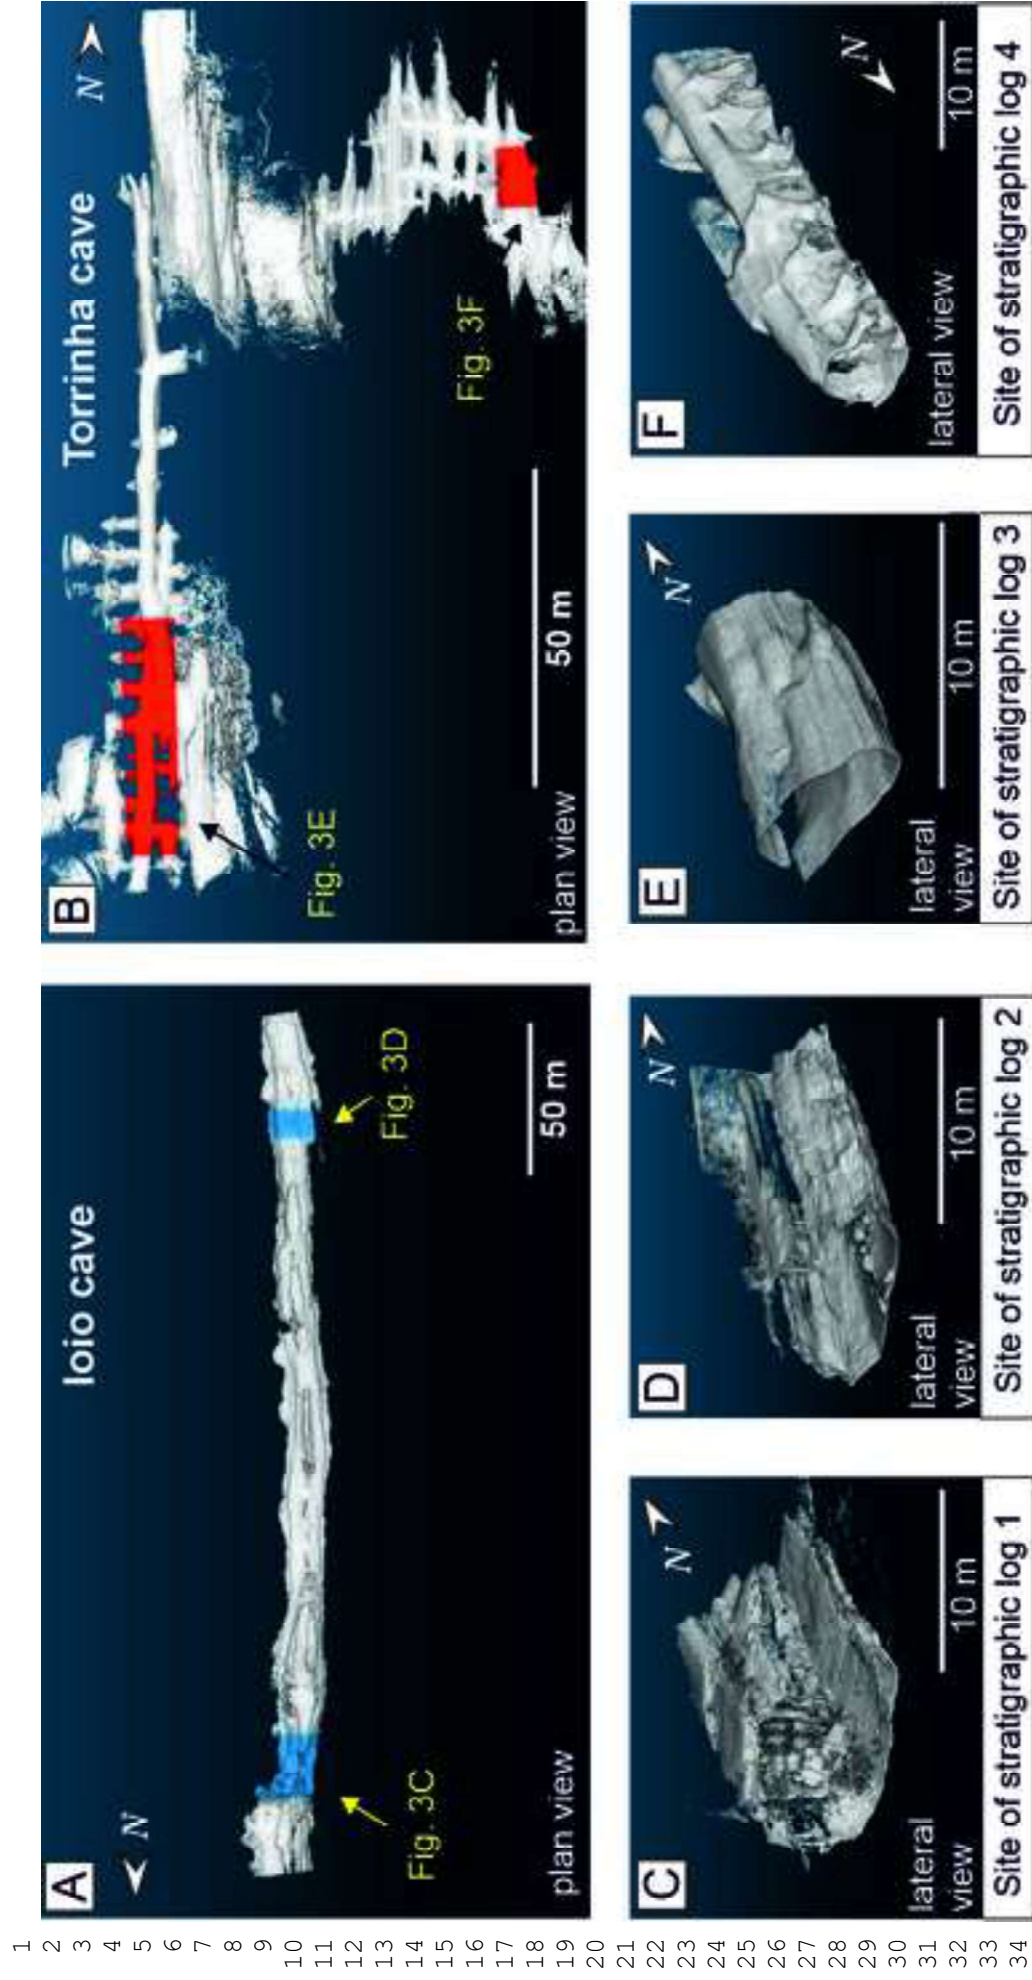 A
Ioio cave
N
Fig. 3C
Fig. 3D
50 m
plan view
B
Torrinha cave
N
Fig. 3E
Fig. 3F
50 m
plan view
C
N
lateral
view
10 m
Site of stratigraphic log 1
D
N
lateral
view
10 m
Site of stratigraphic log 2
E
N
lateral
view
10 m
Site of stratigraphic log 3
F
N
lateral view
10 m
Site of stratigraphic log 4
1
2
3
4
5
6
7
8
9
10
11
12
13
14
15
16
17
18
19
20
21
22
23
24
25
26
27
28
29
30
31
32
33
34